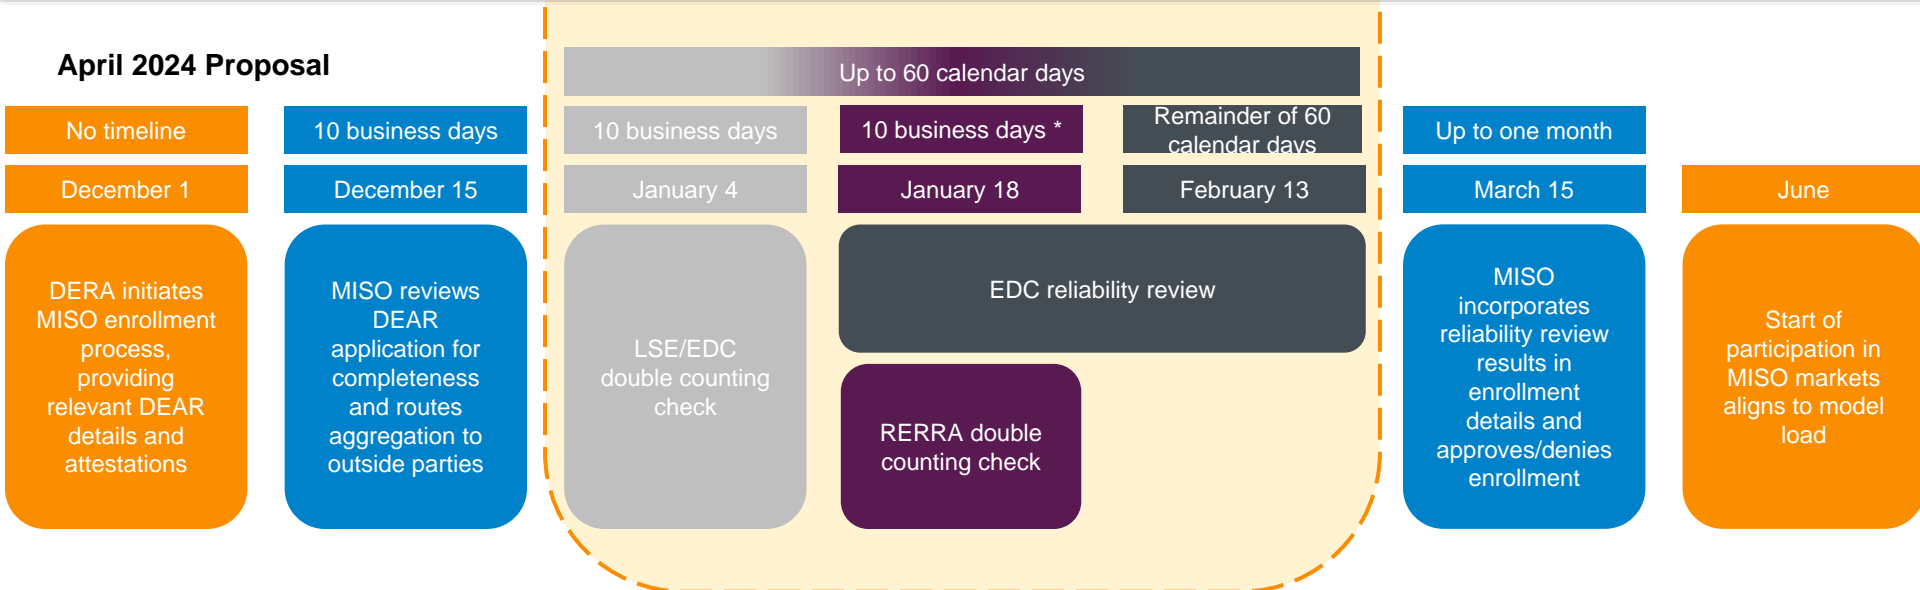 April 2024 Proposal
Up to 60 calendar days
No timeline
10 business days
10 business days
10 business days *
Remainder of 60
calendar days
Up to one month
December 1
December 15
January 4
January 18
February 13
March 15
June
DERA initiates
MISO enrollment
process,
providing
relevant DEAR
details and
attestations
MISO reviews
DEAR
application for
completeness
and routes
aggregation to
outside parties
LSE/EDC
double counting
check
EDC reliability review
RERRA double
counting check
MISO
incorporates
reliability review
results in
enrollment
details and
approves/denies
enrollment
Start of
participation in
MISO markets
aligns to model
load